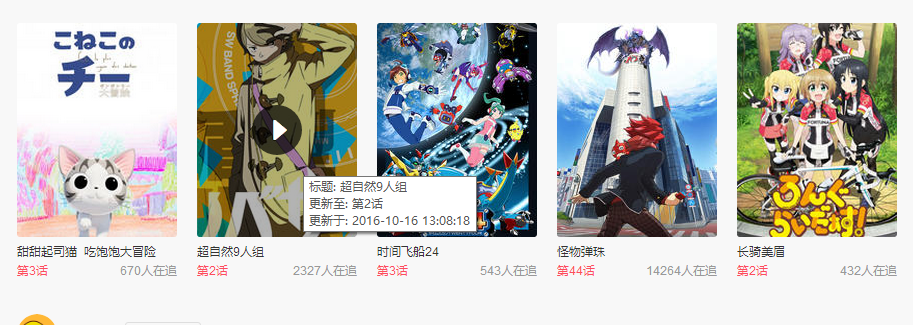 こねこの
チー
SW BAND SPH
FORTUNA
FORTUNA
ろんぐ
らいだぁす!
标题: 超自然9人组
更新至: 第2话
更新于: 2016-10-16 13:08:18
甜甜起司猫 吃饱饱大冒险
第3话 670人在追
超自然9人组
第2话 2327人在追
时间飞船24
第3话 543人在追
怪物弹珠
第44话 14264人在追
长骑美眉
第2话 432人在追